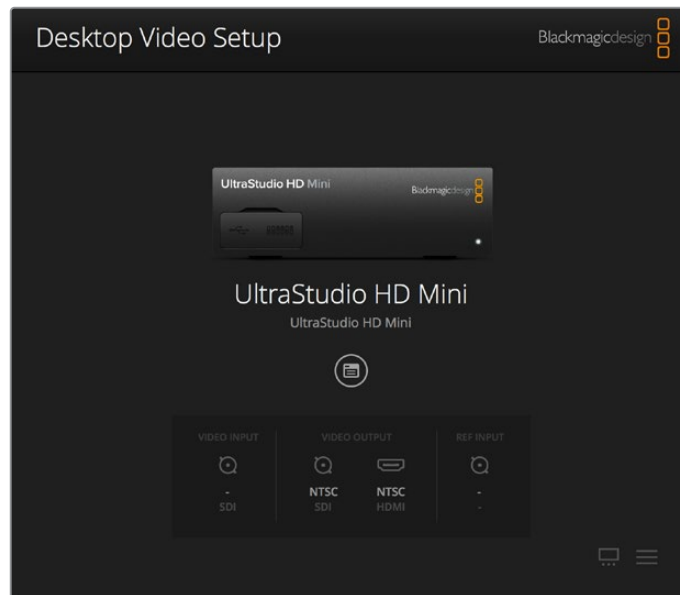 Desktop Video Setup
Blackmagicdesign
UltraStudio HD Mini
Blackmagicdesign
UltraStudio HD Mini
UltraStudio HD Mini
VIDEO INPUT VIDEO OUTPUT REF INPUT
- NTSC NTSC -
SDI SDI HDMI -